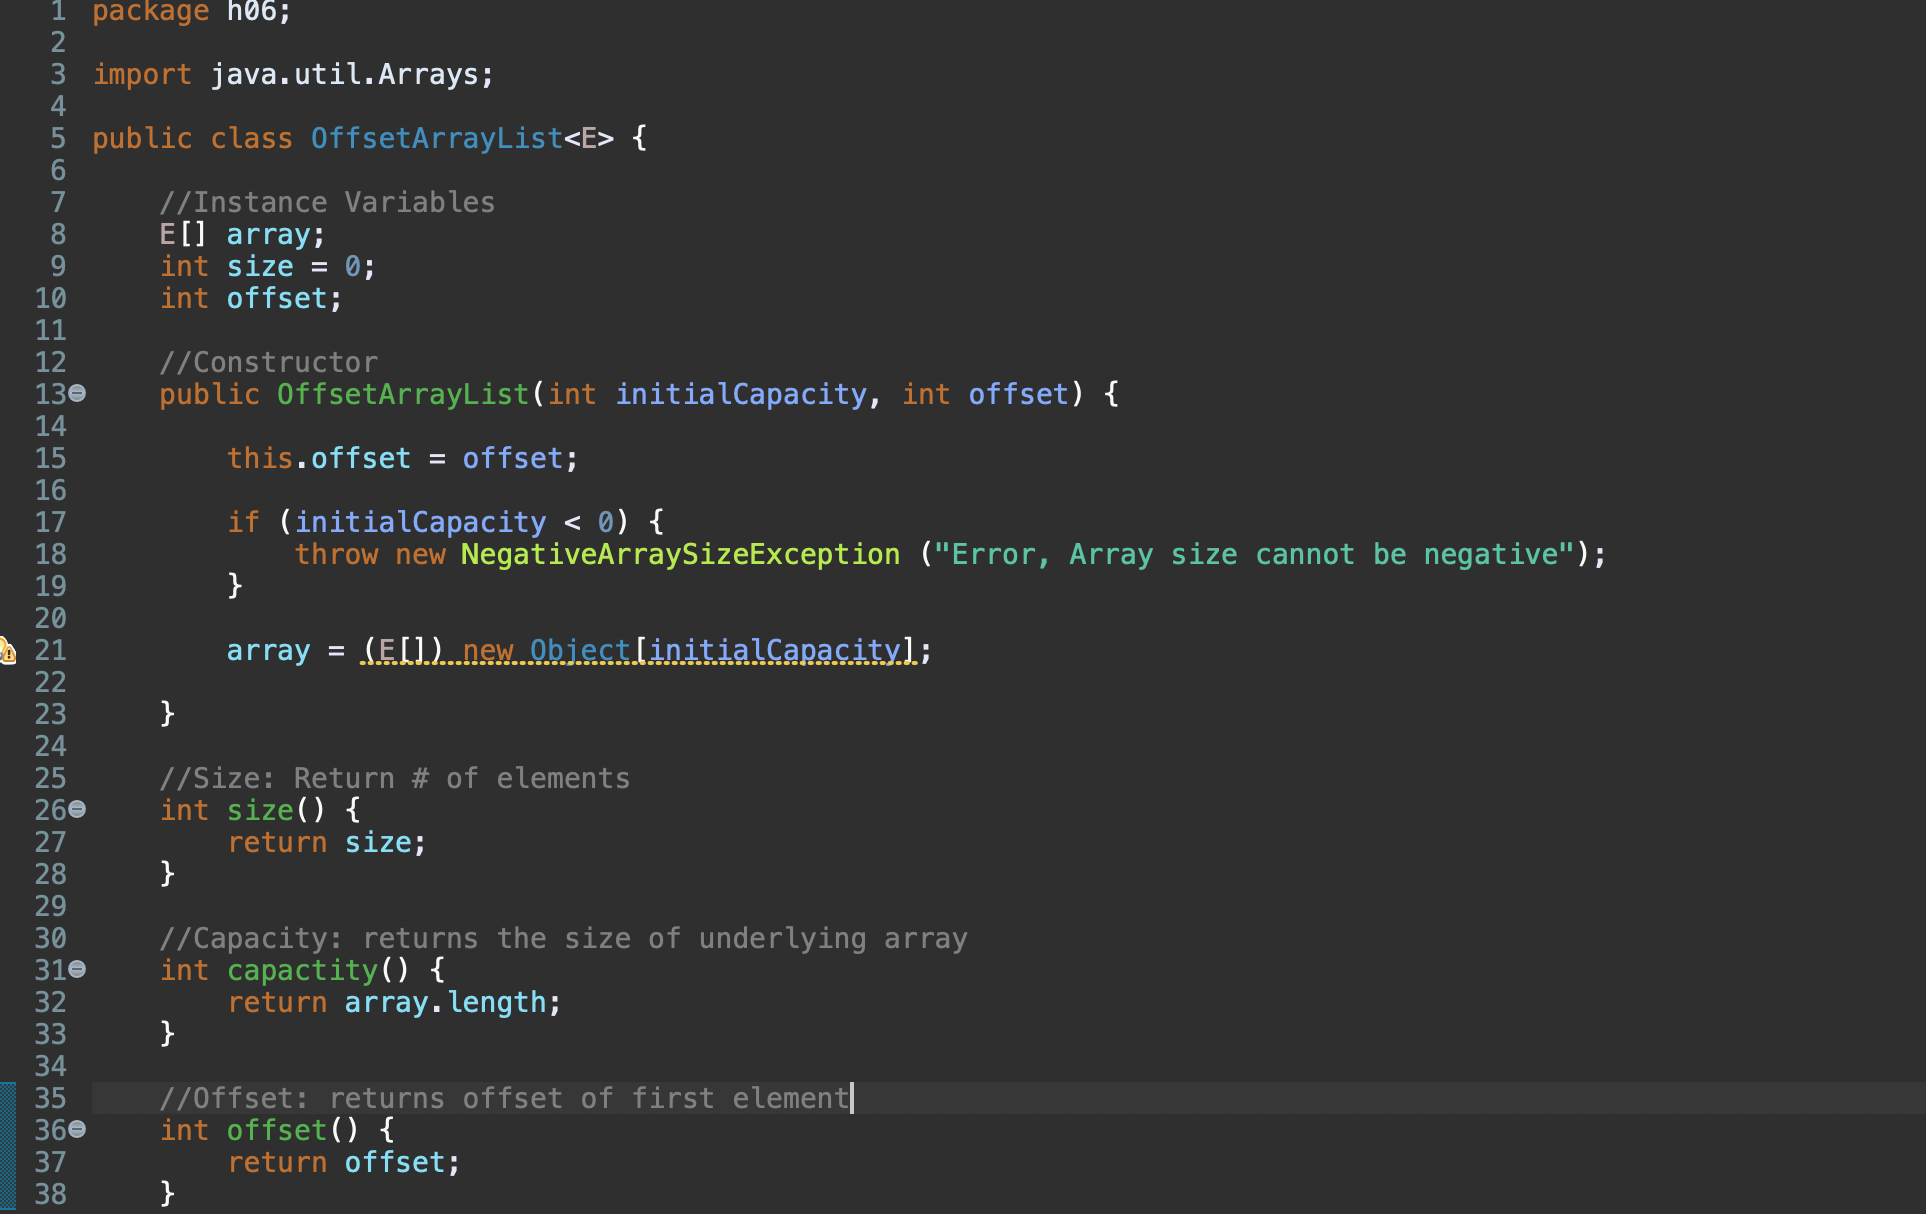 1 package h06;
2
3 import java.util.Arrays;
4
5 public class OffsetArrayList<E> {
6
7 //Instance Variables
8 E[] array;
9 int size = 0;
10 int offset;
11
12 //Constructor
13 public OffsetArrayList(int initialCapacity, int offset) {
14
15 this.offset = offset;
16
17 if (initialCapacity < 0) {
18 throw new NegativeArraySizeException ("Error, Array size cannot be negative");
19 }
20
21 array = (E[]) new Object[initialCapacity];
22
23 }
24
25 //Size: Return # of elements
26 int size() {
27 return size;
28 }
29
30 //Capacity: returns the size of underlying array
31 int capactity() {
32 return array.length;
33 }
34
35 //Offset: returns offset of first element
36 int offset() {
37 return offset;
38 }